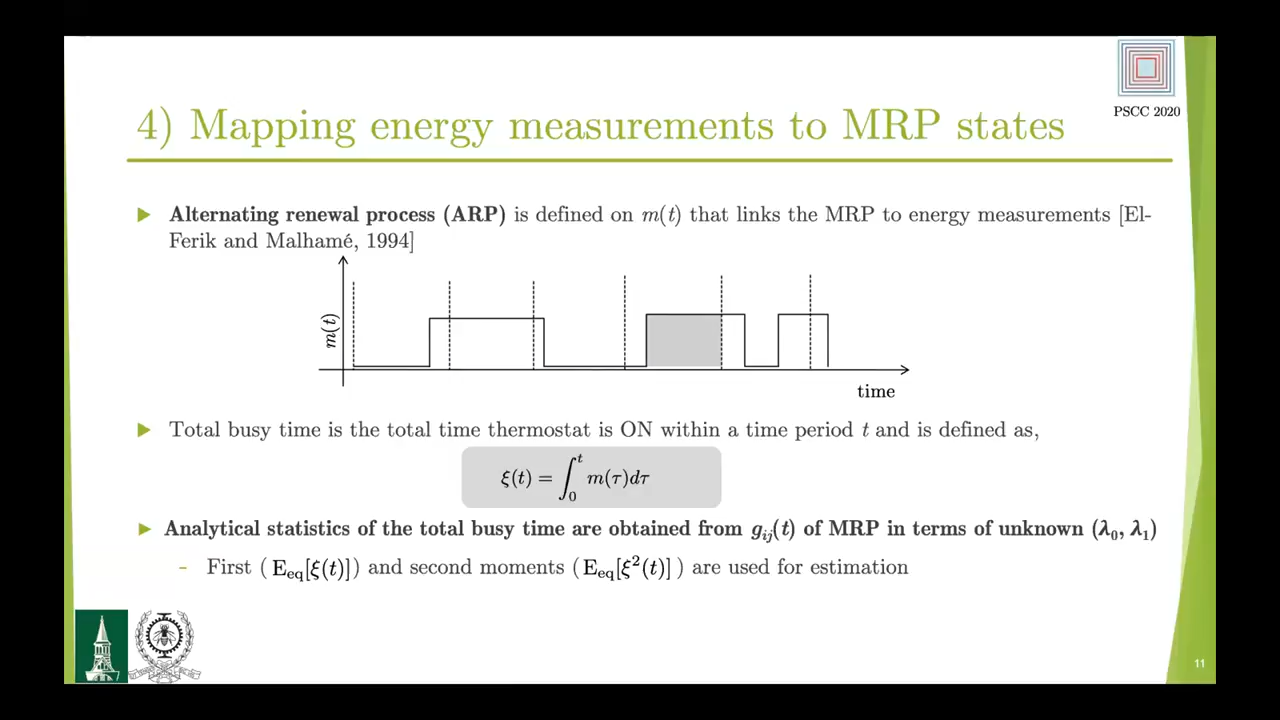 PSCC 2020
4) Mapping energy measurements to MRP states
▶ Alternating renewal process (ARP) is defined on m(t) that links the MRP to energy measurements [El-
Ferik and Malhamé, 1994]
m(t)
time
▶ Total busy time is the total time thermostat is ON within a time period t and is defined as,
ξ(t) = ∫₀ᵗ m(τ)dτ
▶ Analytical statistics of the total busy time are obtained from gᵢⱼ(t) of MRP in terms of unknown (λ₀, λ₁)
– First (E_eq[ξ(t)]) and second moments (E_eq[ξ²(t)]) are used for estimation
11